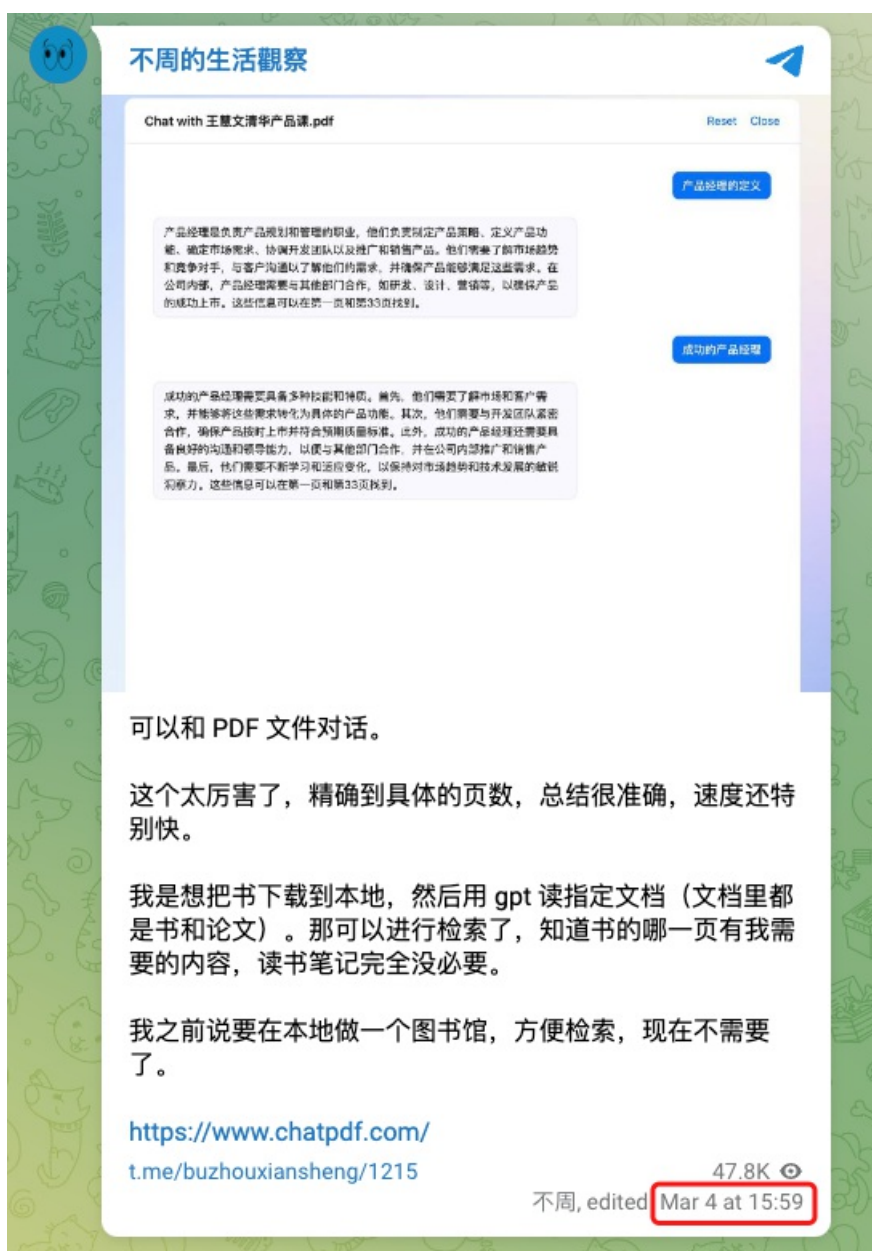 不周的生活觀察
Chat with 王慧文清华产品课.pdf
Reset Close
产品经理的定义
产品经理是负责产品规划和管理的职业，他们负责制定产品策略、定义产品功
能、确定市场需求、协调开发团队以及推广和销售产品。他们需要了解市场趋势
和竞争对手，与客户沟通以了解他们的需求，并确保产品能够满足这些需求。在
公司内部，产品经理需要与其他部门合作，如研发、设计、营销等，以确保产品
的成功上市。这些信息可以在第一页和第33页找到。
成功的产品经理
成功的产品经理需要具备多种技能和特质。首先，他们需要了解市场和客户需
求，并能够将这些需求转化为具体的产品功能。其次，他们需要与开发团队紧密
合作，确保产品按时上市并符合预期质量标准。此外，成功的产品经理还需要具
备良好的沟通和领导能力，以便与其他部门合作，并在公司内部推广和销售产
品。最后，他们需要不断学习和适应变化，以保持对市场趋势和技术发展的敏锐
洞察力。这些信息可以在第一页和第33页找到。
可以和 PDF 文件对话。
这个太厉害了，精确到具体的页数，总结很准确，速度还特
别快。
我是想把书下载到本地，然后用 gpt 读指定文档（文档里都
是书和论文）。那可以进行检索了，知道书的哪一页有我需
要的内容，读书笔记完全没必要。
我之前说要在本地做一个图书馆，方便检索，现在不需要
了。
https://www.chatpdf.com/
t.me/buzhouxiansheng/1215
47.8K
不周, edited Mar 4 at 15:59